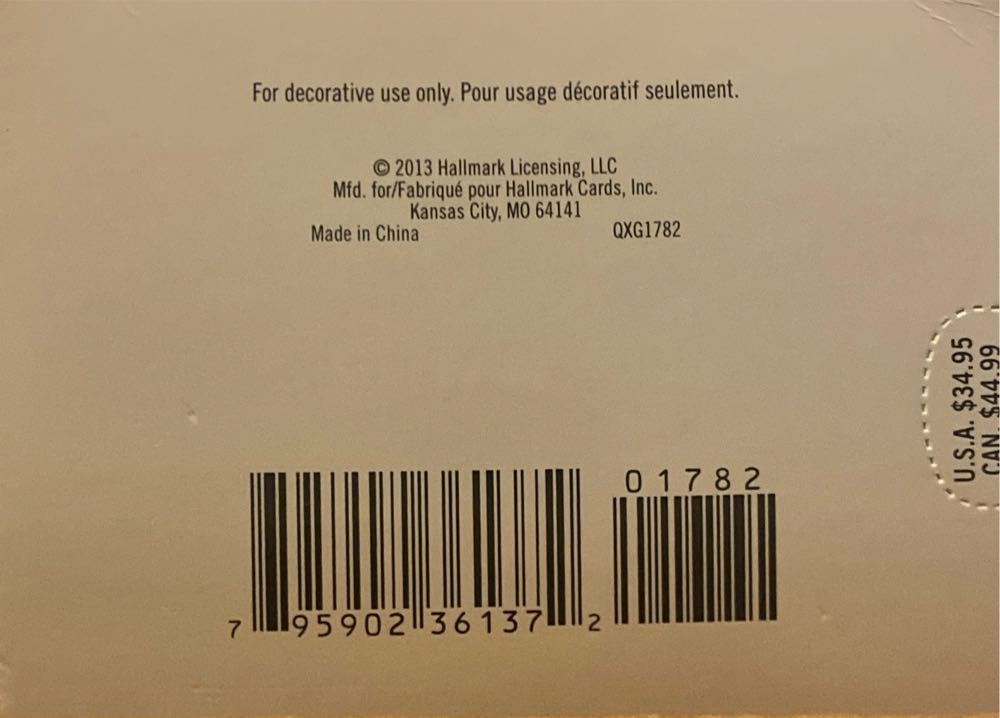 For decorative use only. Pour usage décoratif seulement.
© 2013 Hallmark Licensing, LLC
Mfd. for/Fabriqué pour Hallmark Cards, Inc.
Kansas City, MO 64141
Made in China QXG1782
U.S.A. $34.95
CAN. $44.99
01782
7 95902 36137 2